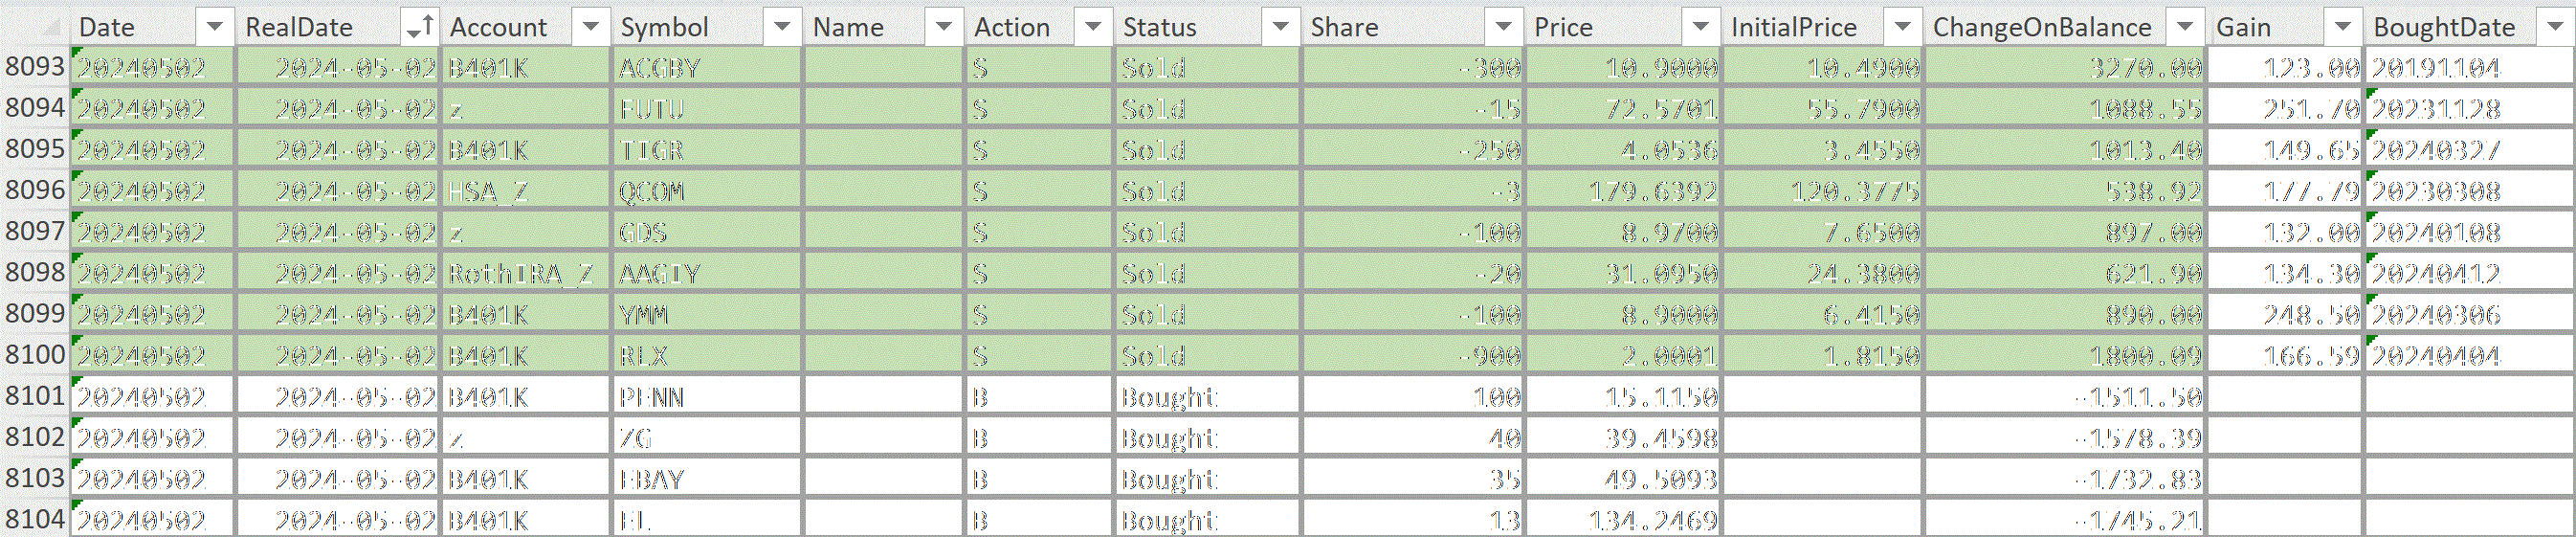 Date RealDate Account Symbol Name Action Status Share Price InitialPrice ChangeOnBalance Gain BoughtDate
8093 20240502 2024-05-02 B401K ACGBY S Sold -300 10.9000 10.4900 3270.00 123.00 20191104
8094 20240502 2024-05-02 z FUTU S Sold -15 72.5701 55.7900 1088.55 251.70 20231128
8095 20240502 2024-05-02 B401K TIGR S Sold -250 4.0536 3.4550 1013.40 149.65 20240327
8096 20240502 2024-05-02 HSA_Z QCOM S Sold -3 179.6392 120.3775 538.92 177.79 20230308
8097 20240502 2024-05-02 z GDS S Sold -100 8.9700 7.6500 897.00 132.00 20240108
8098 20240502 2024-05-02 RothIRA_Z AAGIY S Sold -20 31.0950 24.3800 621.90 134.30 20240412
8099 20240502 2024-05-02 B401K YMM S Sold -100 8.9000 6.4150 890.00 248.50 20240306
8100 20240502 2024-05-02 B401K RLX S Sold -900 2.0001 1.8150 1800.09 166.59 20240404
8101 20240502 2024-05-02 B401K PENN B Bought 100 15.1150 -1511.50
8102 20240502 2024-05-02 z ZG B Bought 40 39.4598 -1578.39
8103 20240502 2024-05-02 B401K EBAY B Bought 35 49.5093 -1732.83
8104 20240502 2024-05-02 B401K EL B Bought 13 134.2469 -1745.21